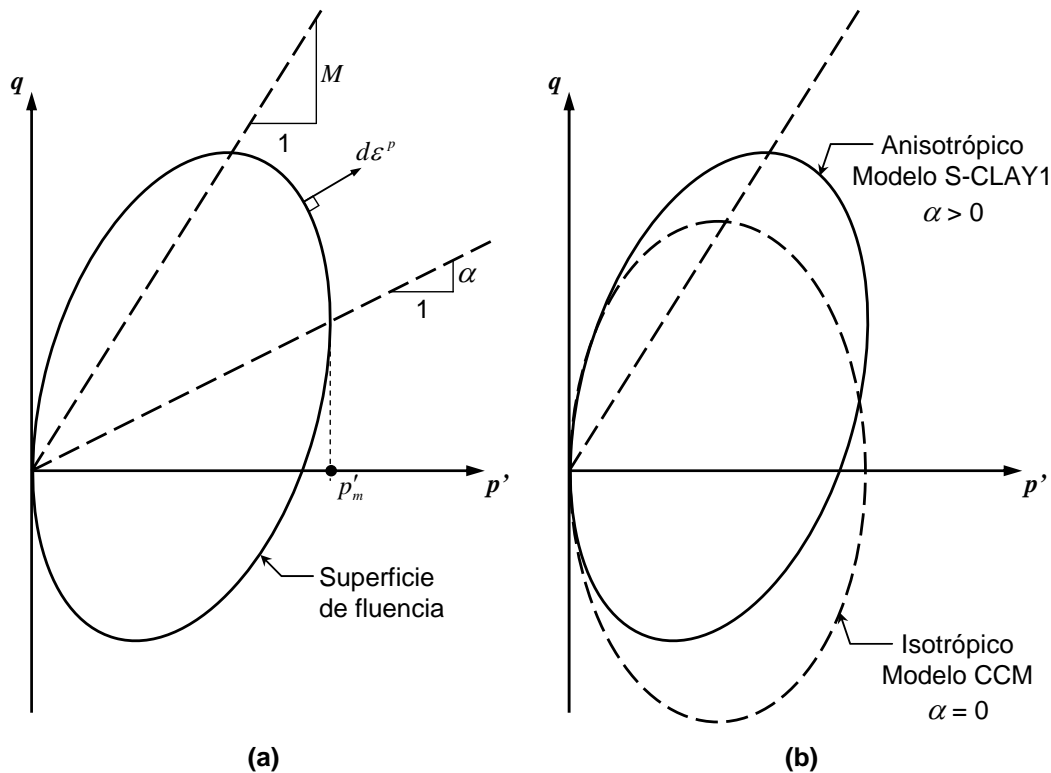 q
M
1
dε^p
α
1
p'_m
p'
Superficie
de fluencia
(a)
q
Anisotrópico
Modelo S-CLAY1
α > 0
p'
Isotrópico
Modelo CCM
α = 0
(b)